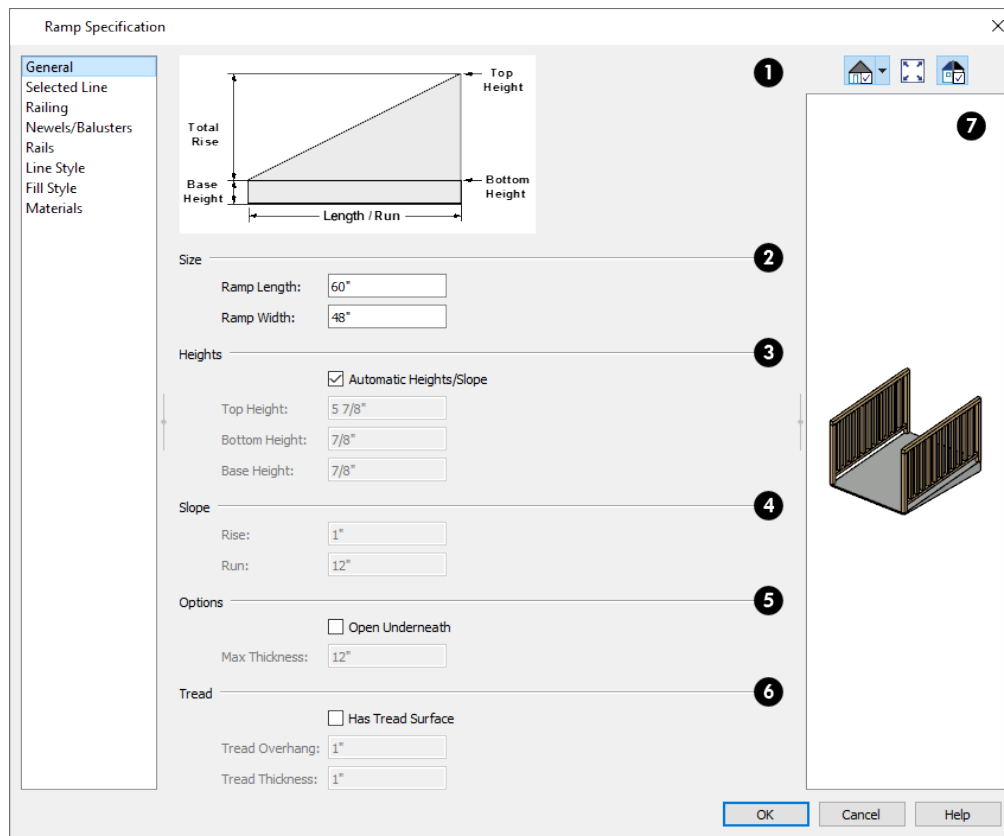 Ramp Specification
General
Selected Line
Railing
Newels/Balusters
Rails
Line Style
Fill Style
Materials
1
Top
Height
Total
Rise
Base
Height
Bottom
Height
Length / Run
7
Size
2
Ramp Length: 60"
Ramp Width: 48"
Heights
3
Automatic Heights/Slope
Top Height: 5 7/8"
Bottom Height: 7/8"
Base Height: 7/8"
Slope
4
Rise: 1"
Run: 12"
Options
5
Open Underneath
Max Thickness: 12"
Tread
6
Has Tread Surface
Tread Overhang: 1"
Tread Thickness: 1"
OK
Cancel
Help